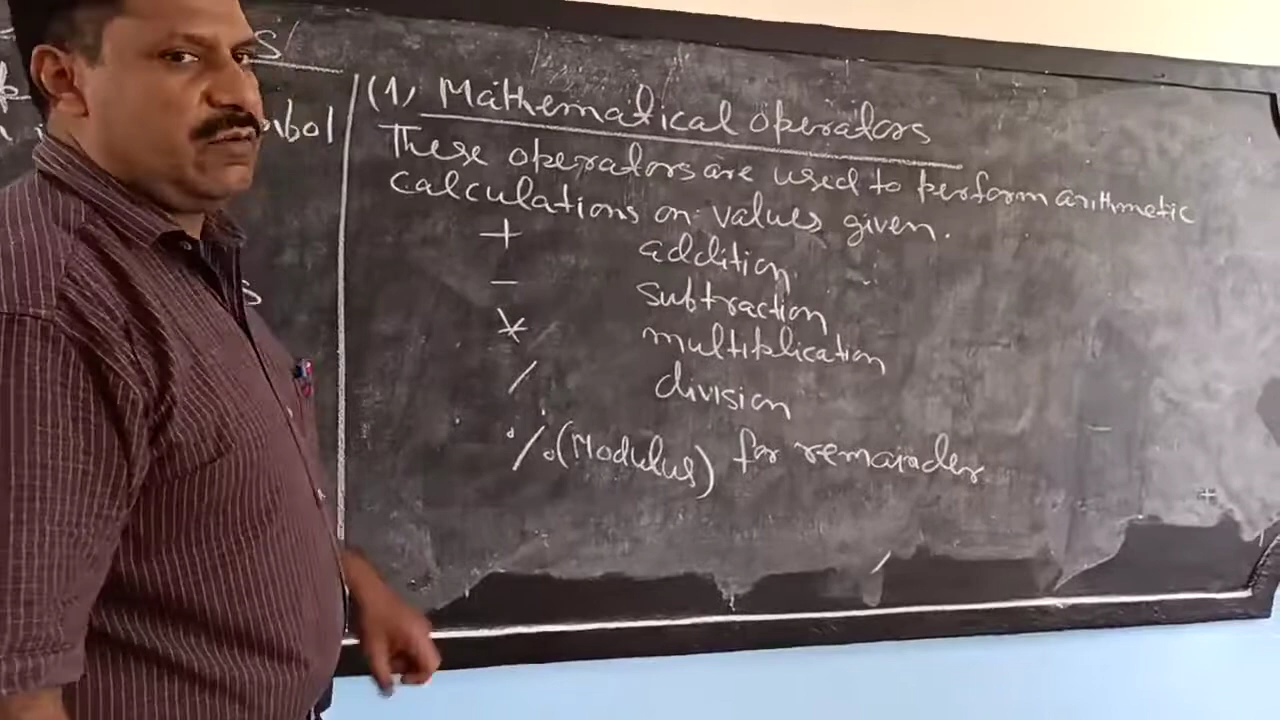 (1) Mathematical operators
These operators are used to perform arithmetic
calculations on values given.
+ addition
- subtraction
* multiplication
/ division
% (Modulus) for remainder